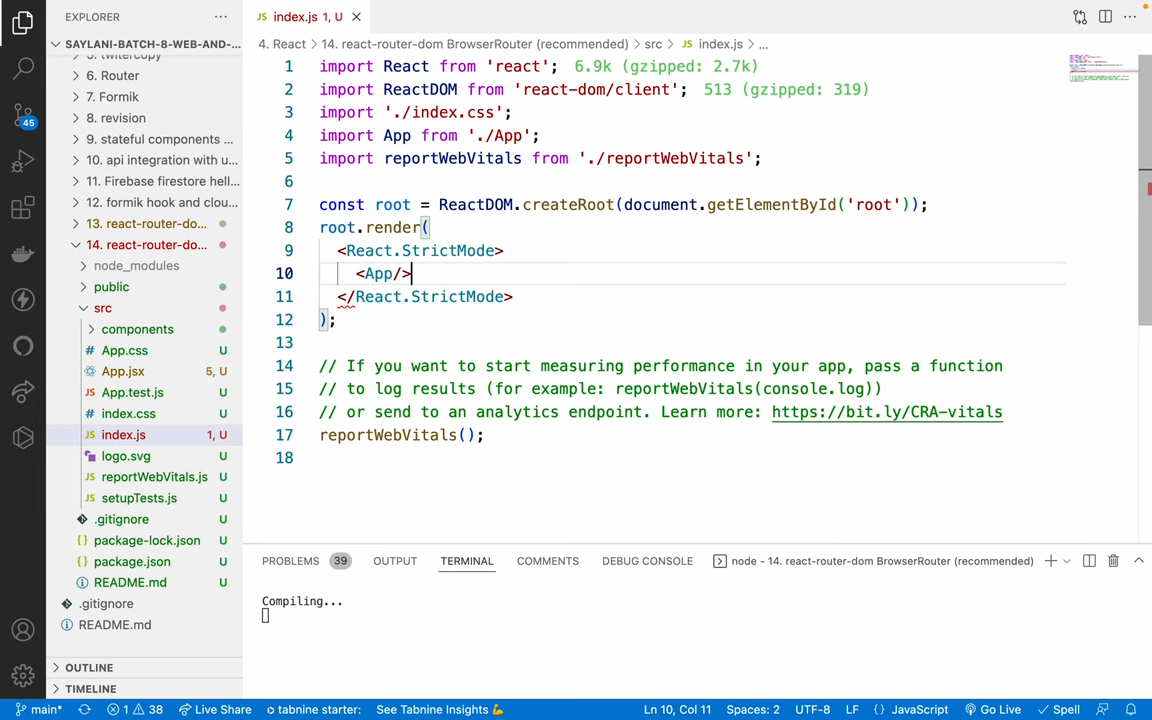 EXPLORER
index.js 1, U
SAYLANI-BATCH-8-WEB-AND-...
4. React > 14. react-router-dom BrowserRouter (recommended) > src > JS index.js > ...
6. Router
7. Formik
8. revision
9. stateful components ...
10. api integration with u...
11. Firebase firestore hell...
12. formik hook and clou...
13. react-router-do...
14. react-router-do...
node_modules
public
src
components
# App.css U
App.jsx 5, U
JS App.test.js U
# index.css U
JS index.js 1, U
logo.svg U
JS reportWebVitals.js U
JS setupTests.js U
.gitignore U
{} package-lock.json U
{} package.json U
README.md U
.gitignore
README.md
OUTLINE
TIMELINE
45
1 import React from 'react'; 6.9k (gzipped: 2.7k)
2 import ReactDOM from 'react-dom/client'; 513 (gzipped: 319)
3 import './index.css';
4 import App from './App';
5 import reportWebVitals from './reportWebVitals';
6
7 const root = ReactDOM.createRoot(document.getElementById('root'));
8 root.render(
9 <React.StrictMode>
10 <App/>
11 </React.StrictMode>
12 );
13
14 // If you want to start measuring performance in your app, pass a function
15 // to log results (for example: reportWebVitals(console.log))
16 // or send to an analytics endpoint. Learn more: https://bit.ly/CRA-vitals
17 reportWebVitals();
18
PROBLEMS 39 OUTPUT TERMINAL COMMENTS DEBUG CONSOLE node - 14. react-router-dom BrowserRouter (recommended)
Compiling...
main* 1 38 Live Share tabnine starter: See Tabnine Insights Ln 10, Col 11 Spaces: 2 UTF-8 LF {} JavaScript Go Live Spell